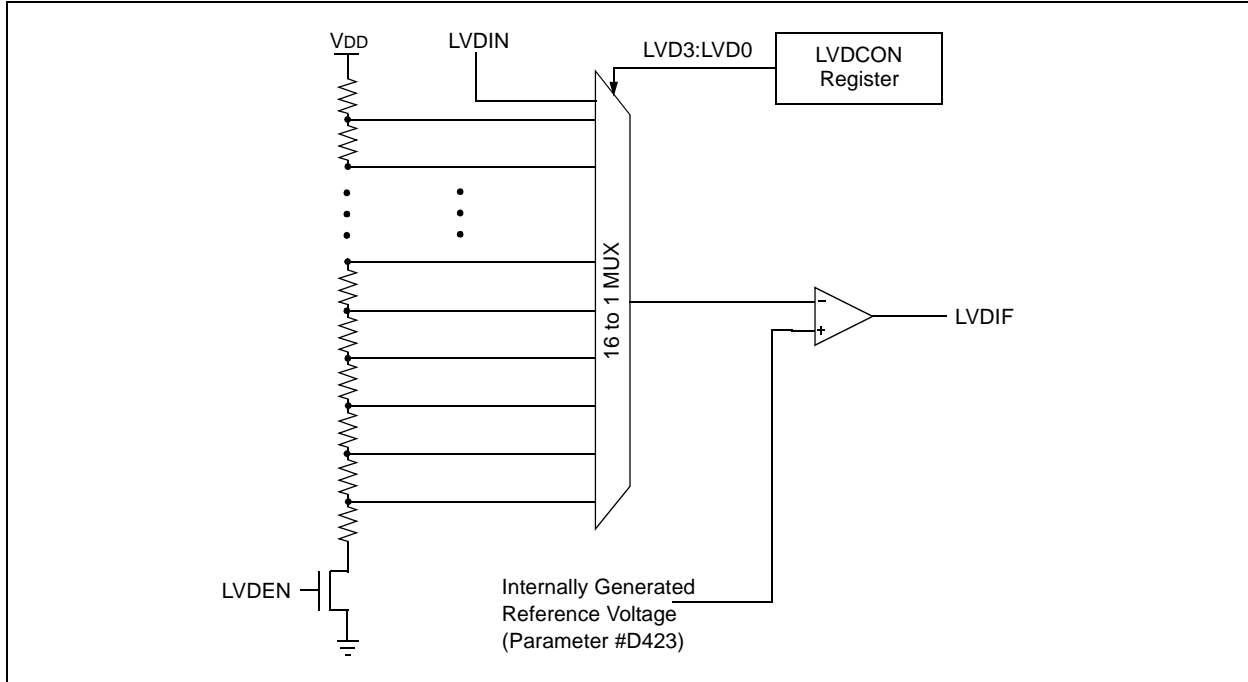 VDD
LVDIN
LVD3:LVD0
LVDCON
Register
16 to 1 MUX
−
+
LVDIF
LVDEN
Internally Generated
Reference Voltage
(Parameter #D423)